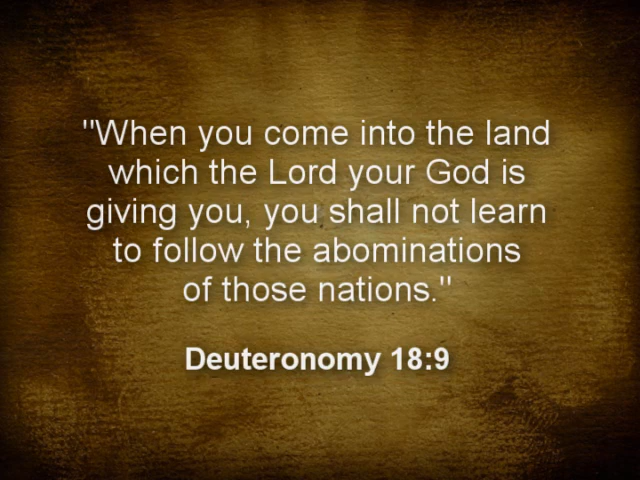 "When you come into the land
which the Lord your God is
giving you, you shall not learn
to follow the abominations
of those nations."
Deuteronomy 18:9